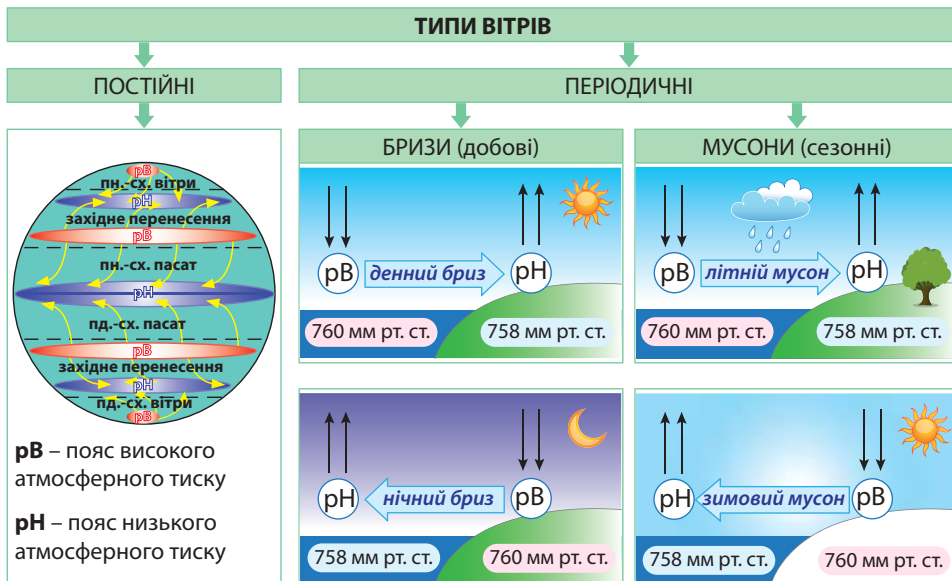 ТИПИ ВІТРІВ
ПОСТІЙНІ
ПЕРІОДИЧНІ
рВ
пн.-сх. вітри
рН
західне перенесення
рВ
пн.-сх. пасат
рН
пд.-сх. пасат
рВ
західне перенесення
рН
пд.-сх. вітри
рВ
рВ – пояс високого
атмосферного тиску
рН – пояс низького
атмосферного тиску
БРИЗИ (добові)
рВ
денний бриз
рН
760 мм рт. ст.
758 мм рт. ст.
рН
нічний бриз
рВ
758 мм рт. ст.
760 мм рт. ст.
МУСОНИ (сезонні)
рВ
літній мусон
рН
760 мм рт. ст.
758 мм рт. ст.
рН
зимовий мусон
рВ
758 мм рт. ст.
760 мм рт. ст.